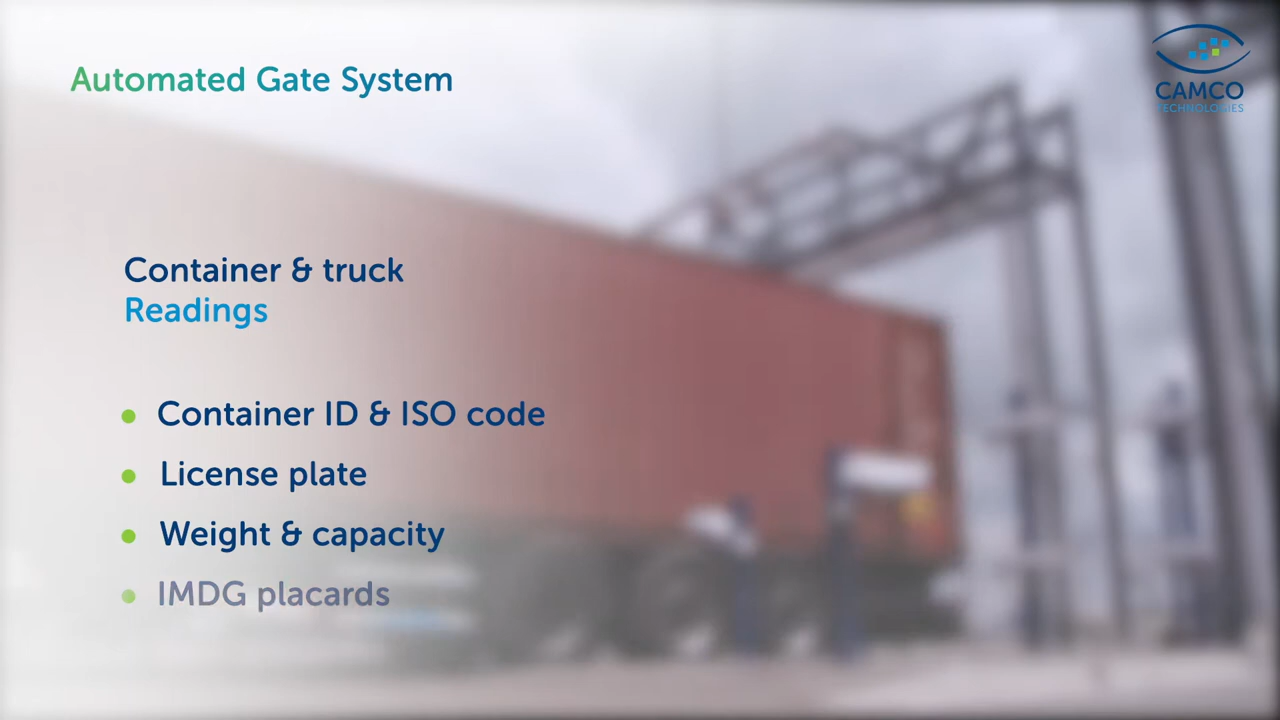 Automated Gate System
CAMCO
TECHNOLOGIES
Container & truck
Readings
Container ID & ISO code
License plate
Weight & capacity
IMDG placards